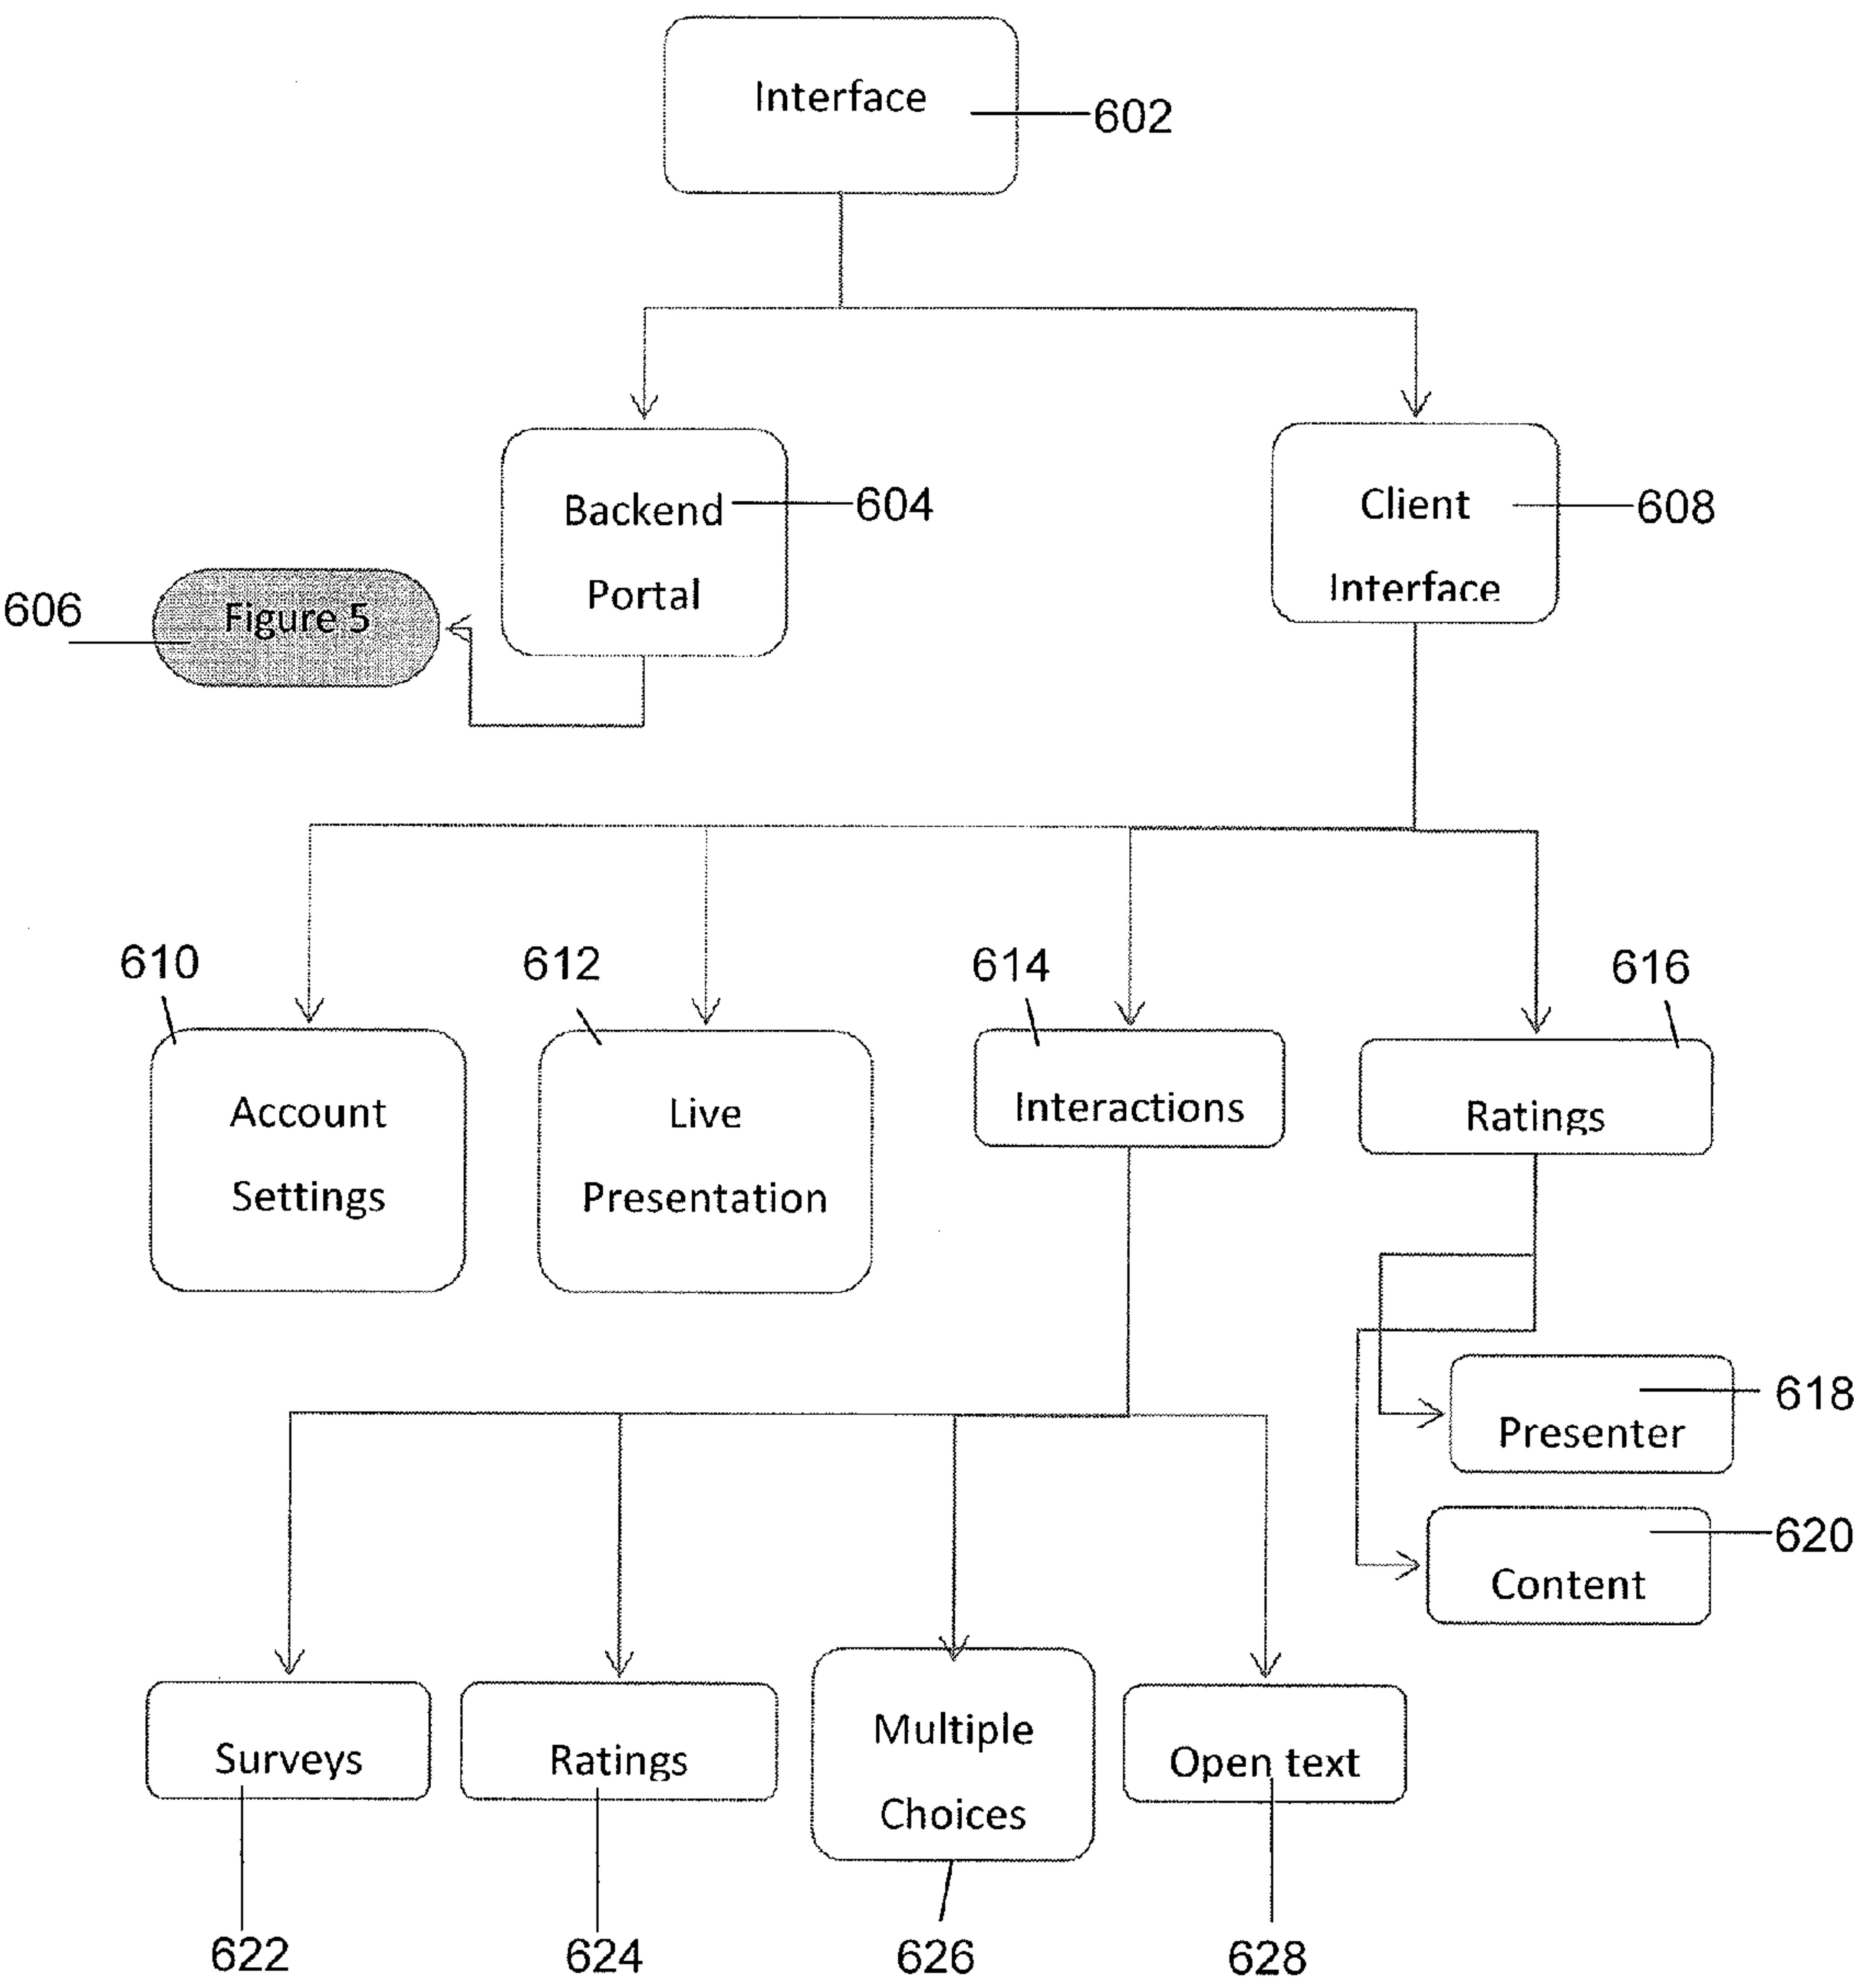 Interface
602
Backend
Portal
604
Client
Interface
608
606
Figure 5
610
612
614
616
Account
Settings
Live
Presentation
Interactions
Ratings
Presenter
618
Content
620
Surveys
Ratings
Multiple
Choices
Open text
622
624
626
628